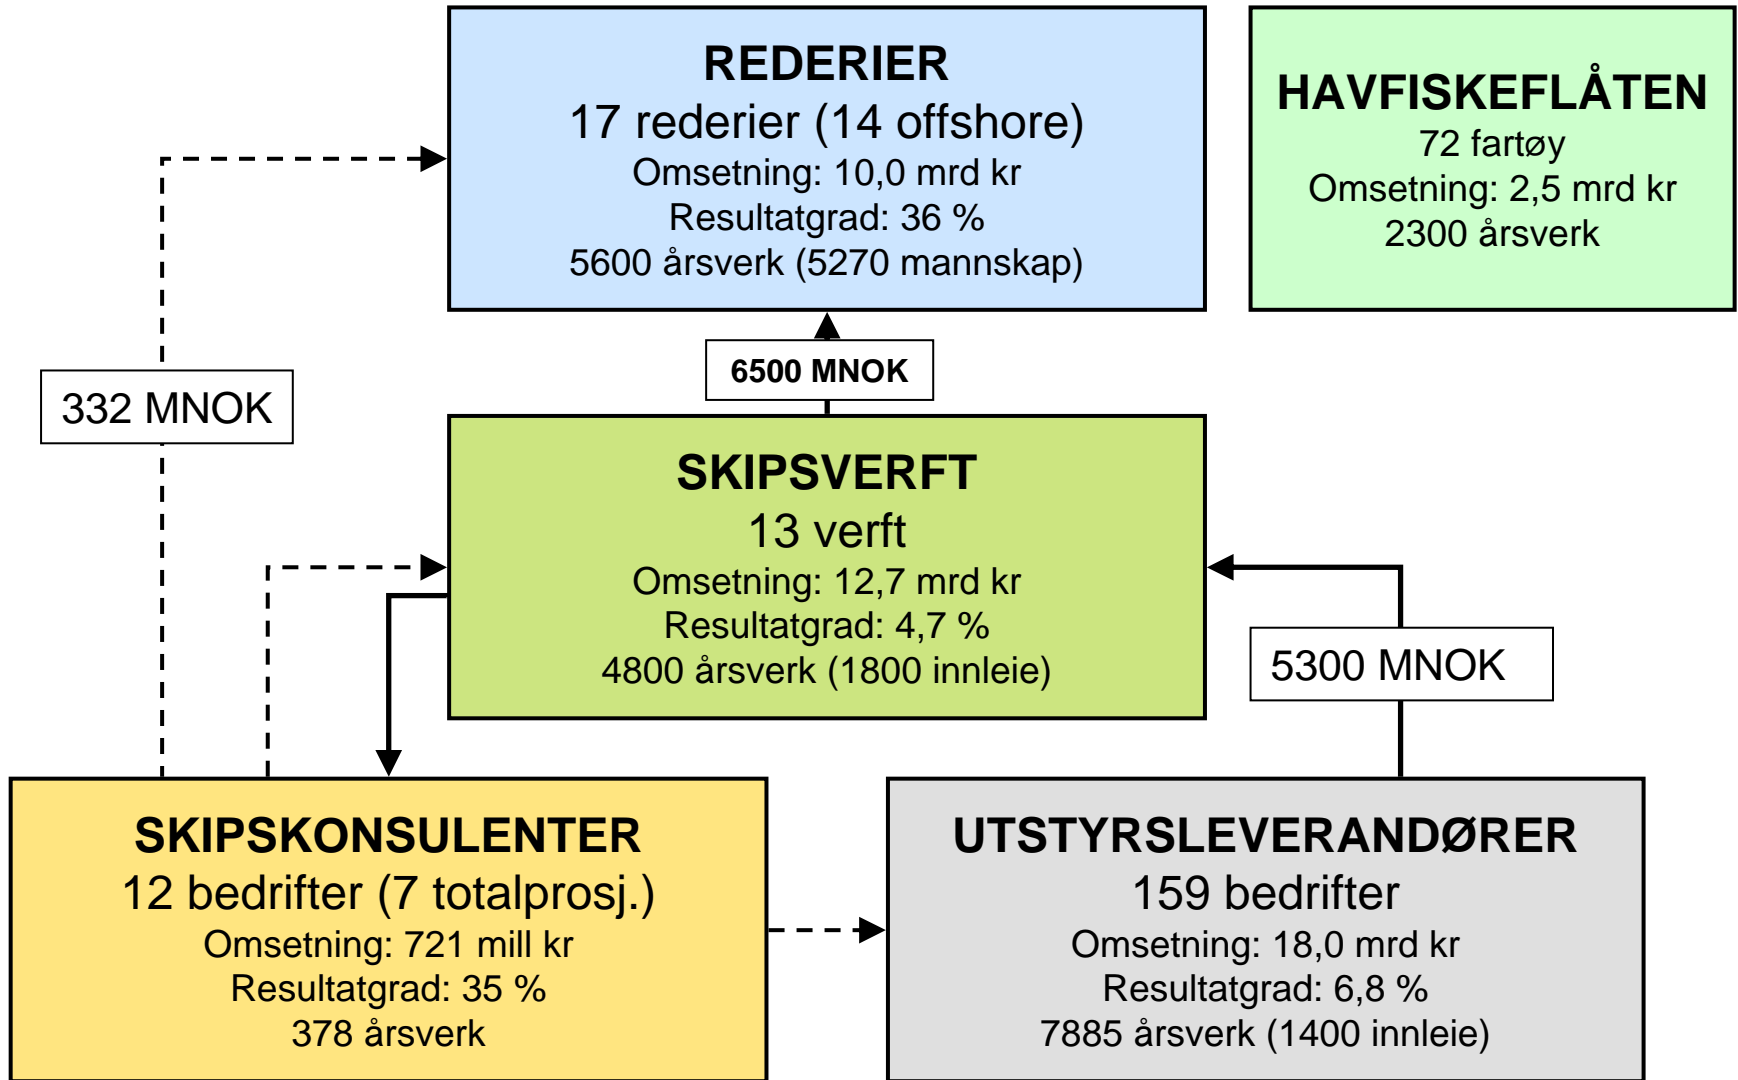 REDERIER
17 rederier (14 offshore)
Omsetning: 10,0 mrd kr
Resultatgrad: 36 %
5600 årsverk (5270 mannskap)
HAVFISKEFLÅTEN
72 fartøy
Omsetning: 2,5 mrd kr
2300 årsverk
6500 MNOK
332 MNOK
SKIPSVERFT
13 verft
Omsetning: 12,7 mrd kr
Resultatgrad: 4,7 %
4800 årsverk (1800 innleie)
5300 MNOK
SKIPSKONSULENTER
12 bedrifter (7 totalprosj.)
Omsetning: 721 mill kr
Resultatgrad: 35 %
378 årsverk
UTSTYRSLEVERANDØRER
159 bedrifter
Omsetning: 18,0 mrd kr
Resultatgrad: 6,8 %
7885 årsverk (1400 innleie)